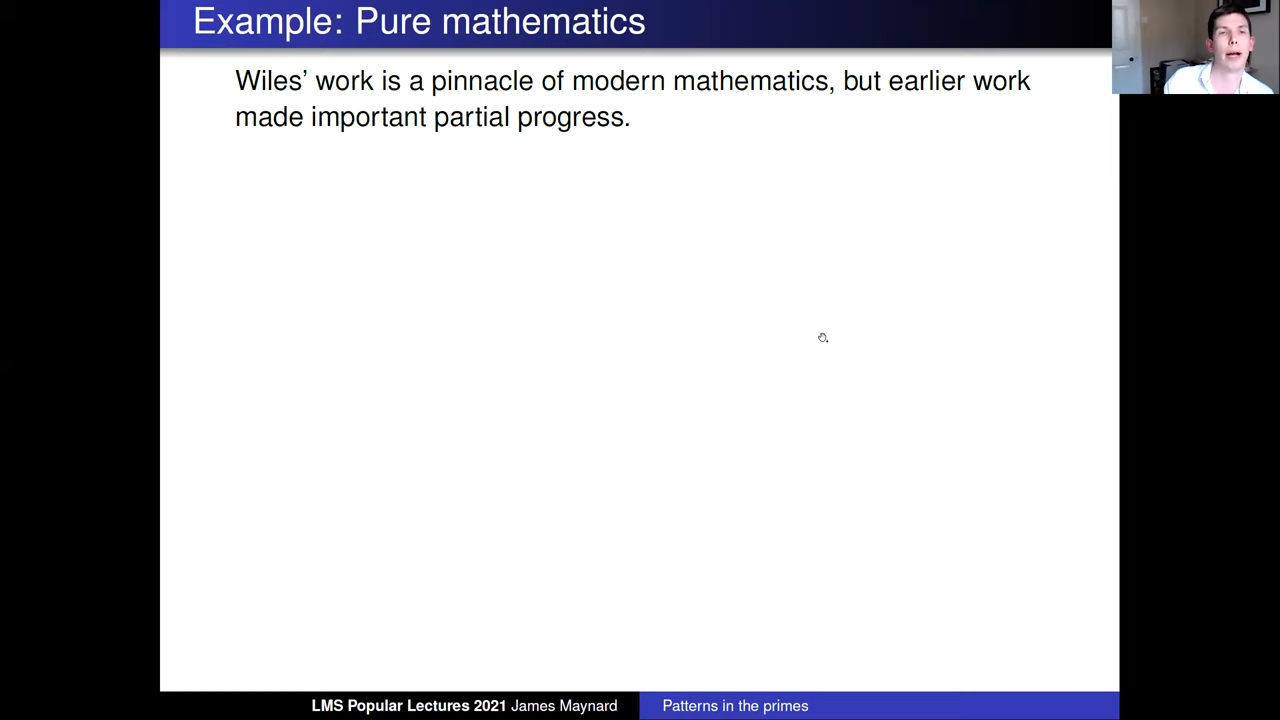 Example: Pure mathematics
Wiles’ work is a pinnacle of modern mathematics, but earlier work
made important partial progress.
LMS Popular Lectures 2021 James Maynard
Patterns in the primes